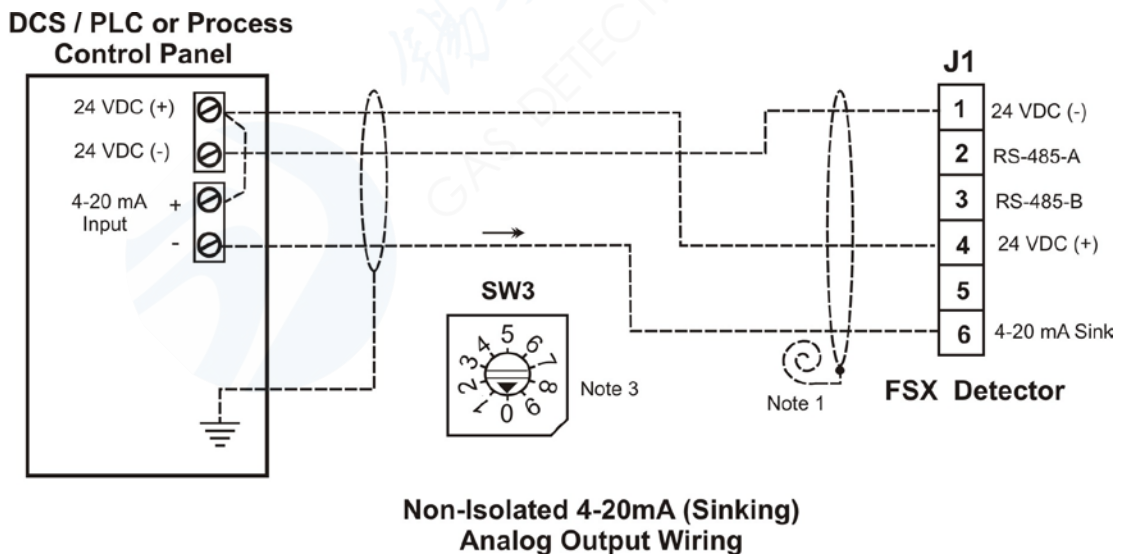 DCS / PLC or Process
Control Panel
24 VDC (+)
24 VDC (-)
4-20 mA
Input
+
-
SW3
0
1
2
3
4
5
6
7
8
9
Note 3
Note 1
J1
1 24 VDC (-)
2 RS-485-A
3 RS-485-B
4 24 VDC (+)
5
6 4-20 mA Sink
FSX Detector
Non-Isolated 4-20mA (Sinking)
Analog Output Wiring
GAS DETECT